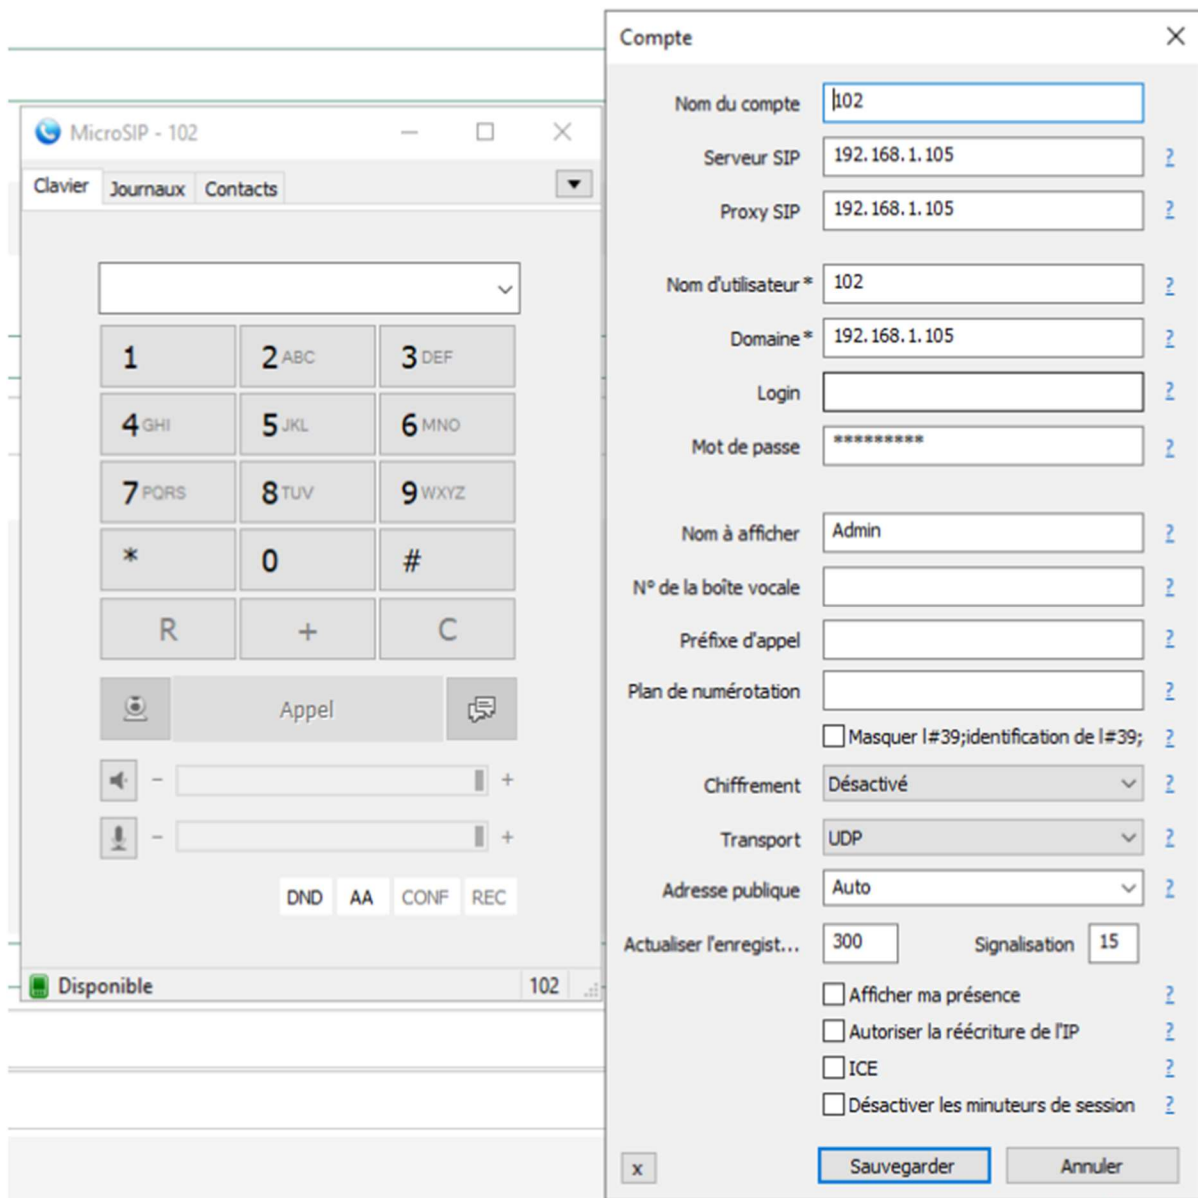 MicroSIP - 102
Clavier Journaux Contacts
1 2 ABC 3 DEF
4 GHI 5 JKL 6 MNO
7 PQRS 8 TUV 9 WXYZ
* 0 #
R + C
Appel
- +
- +
DND AA CONF REC
Disponible 102
Compte
Nom du compte 102
Serveur SIP 192.168.1.105 ?
Proxy SIP 192.168.1.105 ?
Nom d'utilisateur * 102 ?
Domaine * 192.168.1.105 ?
Login ?
Mot de passe ********* ?
Nom à afficher Admin ?
N° de la boîte vocale ?
Préfixe d'appel ?
Plan de numérotation ?
Masquer l#39;identification de l#39; ?
Chiffrement Désactivé ?
Transport UDP ?
Adresse publique Auto ?
Actualiser l'enregist... 300 Signalisation 15
Afficher ma présence ?
Autoriser la réécriture de l'IP ?
ICE ?
Désactiver les minuteurs de session ?
x Sauvegarder Annuler